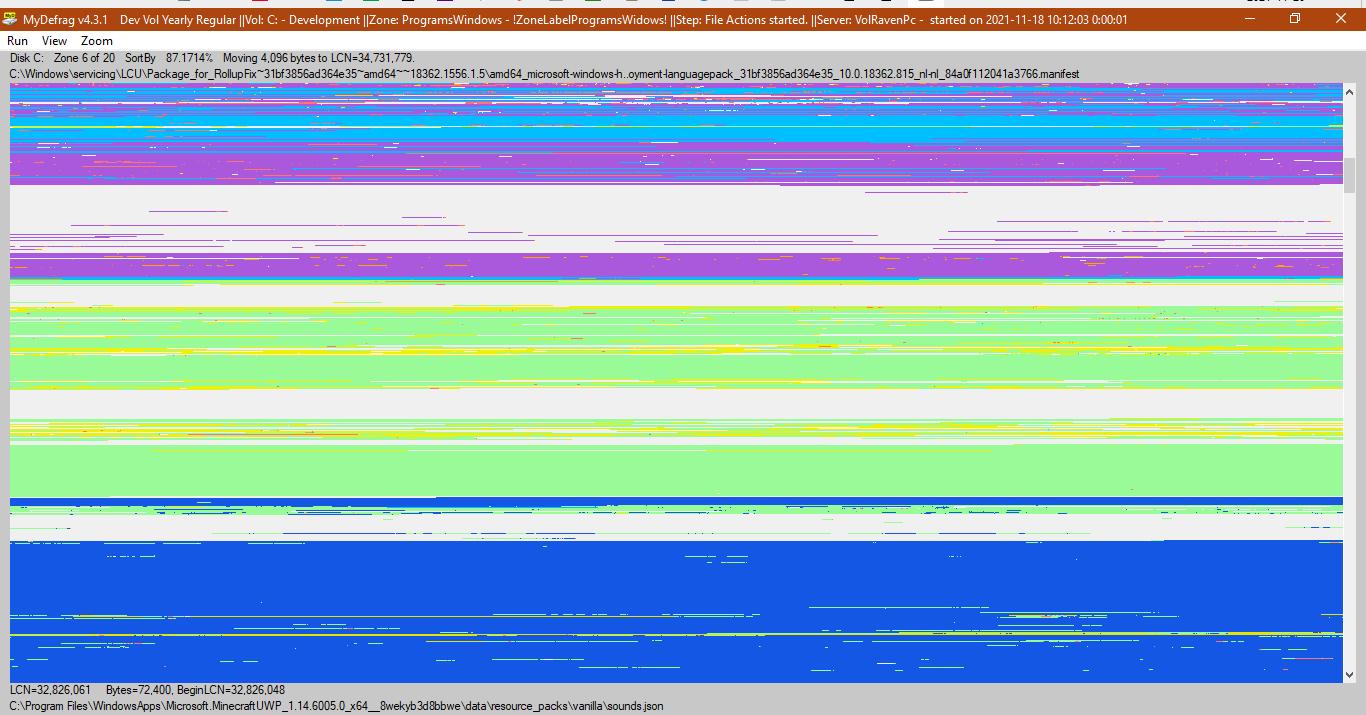 MyDefrag v4.3.1 Dev Vol Yearly Regular ||Vol: C: - Development ||Zone: ProgramsWindows - !ZoneLabelProgramsWidows! ||Step: File Actions started. ||Server: VolRavenPc - started on 2021-11-18 10:12:03 0:00:01
Run View Zoom
Disk C: Zone 6 of 20 SortBy 87.1714% Moving 4,096 bytes to LCN=34,731,779.
C:\Windows\servicing\LCU\Package_for_RollupFix~31bf3856ad364e35~amd64~~18362.1556.1.5\amd64_microsoft-windows-h..oyment-languagepack_31bf3856ad364e35_10.0.18362.815_nl-nl_84a0f112041a3766.manifest
LCN=32,826,061 Bytes=72,400, BeginLCN=32,826,048
C:\Program Files\WindowsApps\Microsoft.MinecraftUWP_1.14.6005.0_x64__8wekyb3d8bbwe\data\resource_packs\vanilla\sounds.json